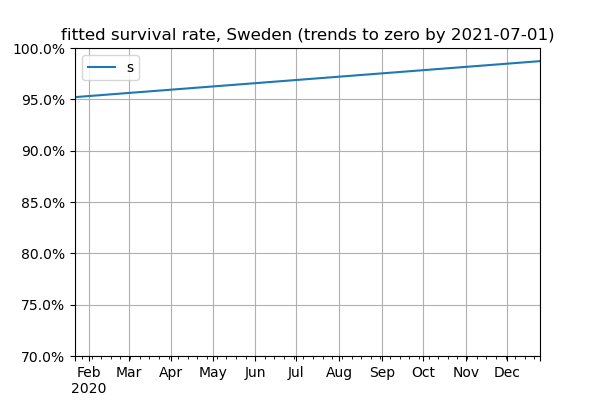 fitted survival rate, Sweden (trends to zero by 2021-07-01)
100.0%
s
95.0%
90.0%
85.0%
80.0%
75.0%
70.0%
Feb Mar Apr May Jun Jul Aug Sep Oct Nov Dec
2020